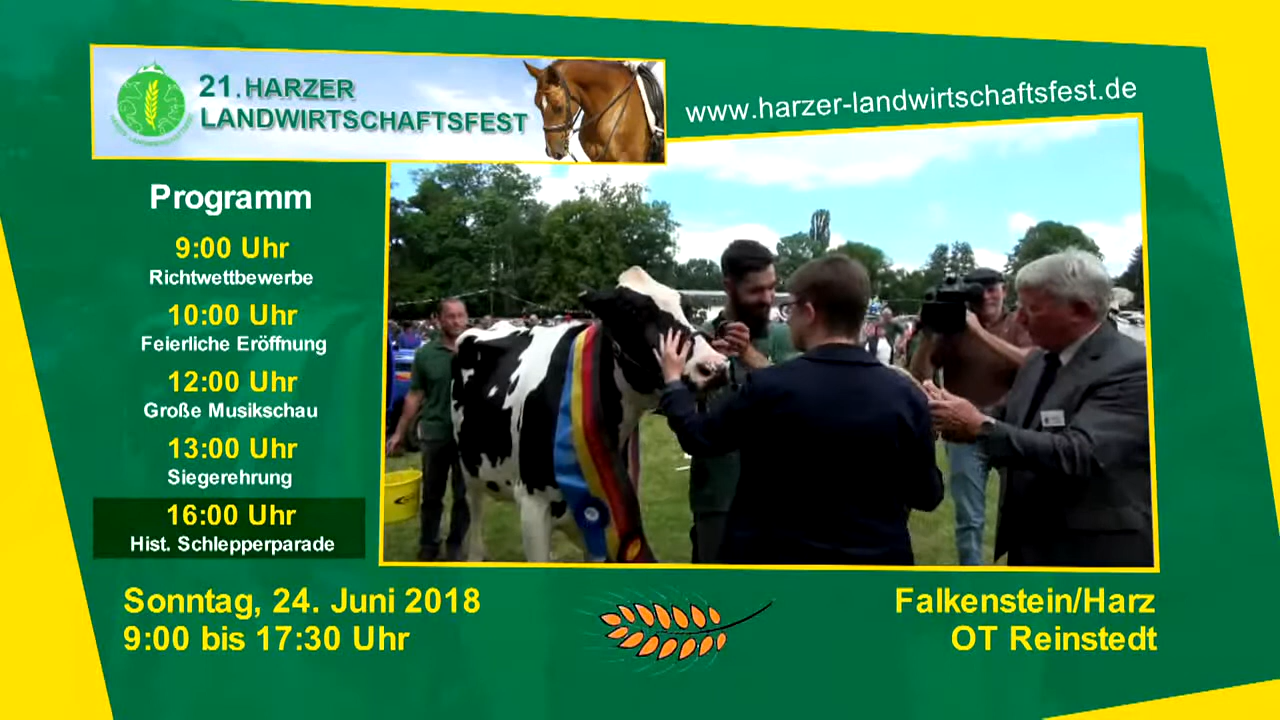 21. HARZER
LANDWIRTSCHAFTSFEST
www.harzer-landwirtschaftsfest.de
Programm
9:00 Uhr
Richtwettbewerbe
10:00 Uhr
Feierliche Eröffnung
12:00 Uhr
Große Musikschau
13:00 Uhr
Siegerehrung
16:00 Uhr
Hist. Schlepperparade
Sonntag, 24. Juni 2018
9:00 bis 17:30 Uhr
Falkenstein/Harz
OT Reinstedt